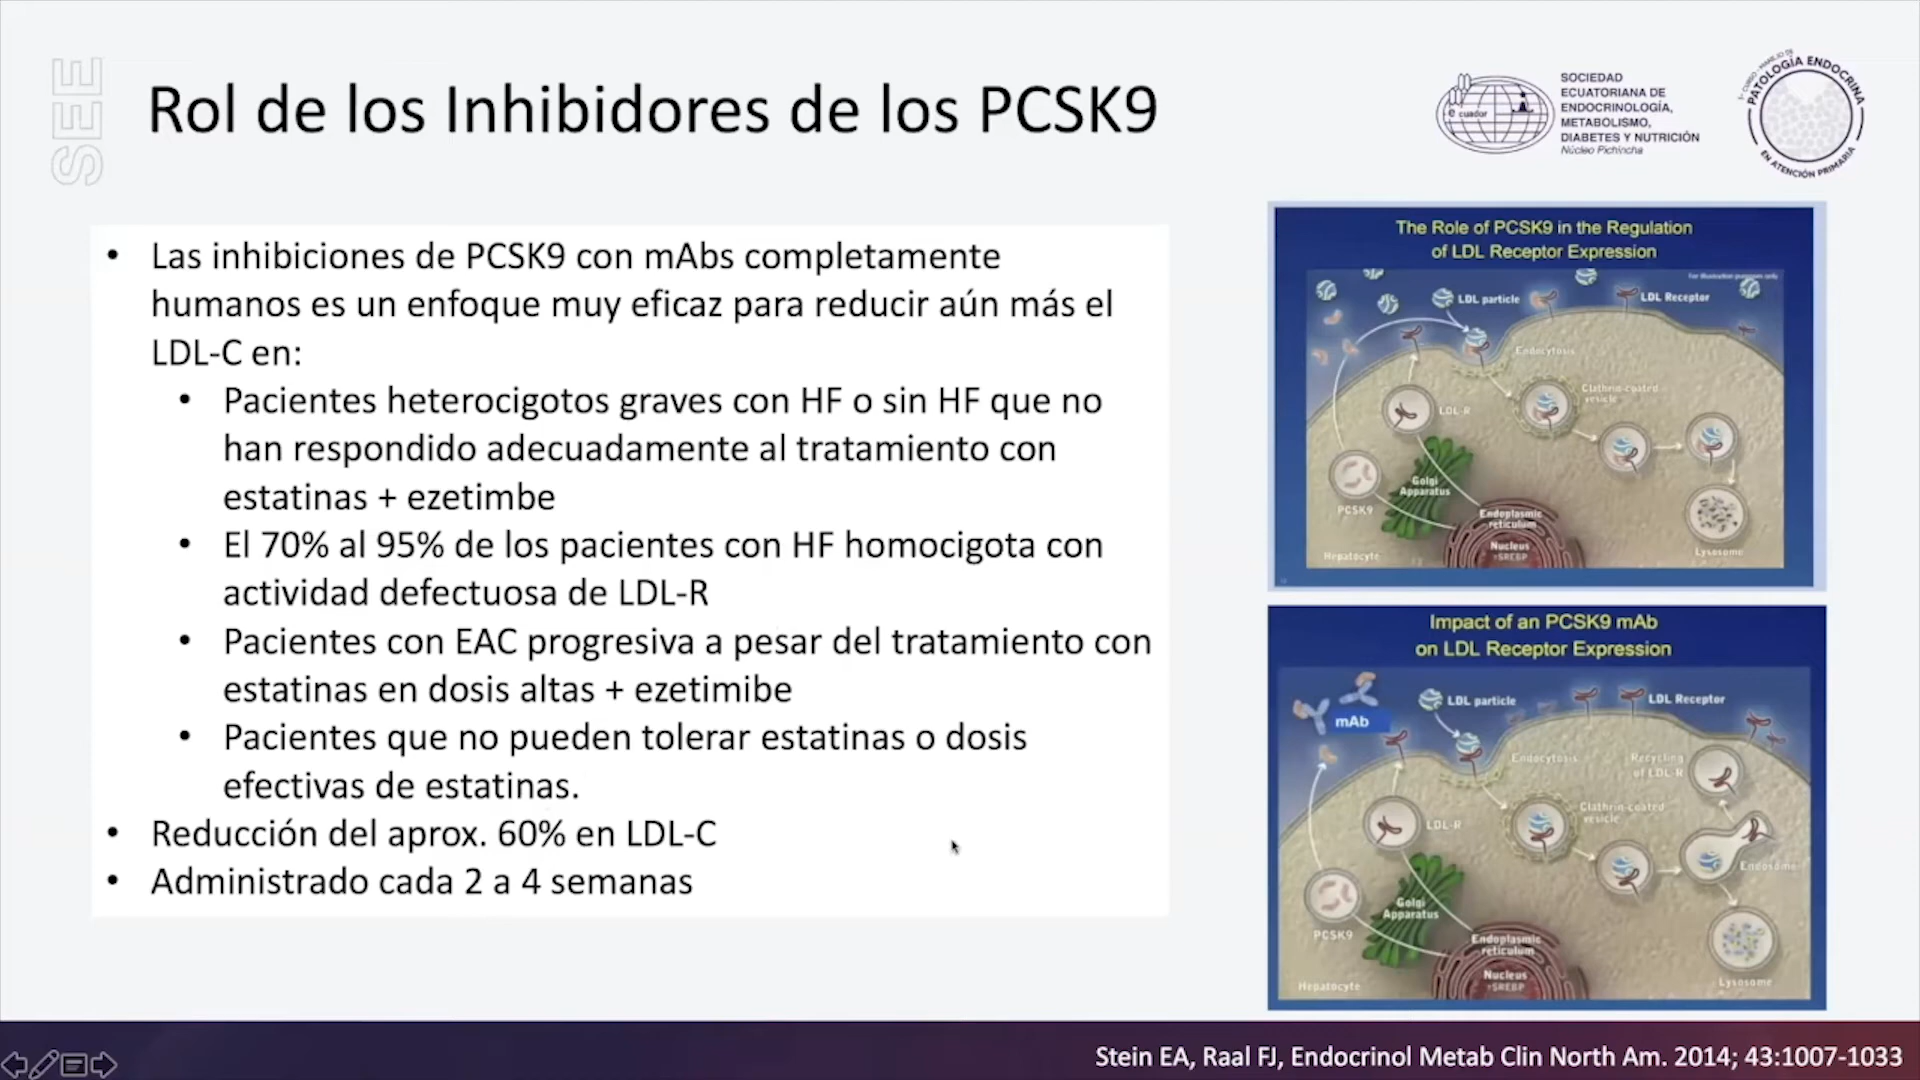 SEE
Rol de los Inhibidores de los PCSK9
ecuador
SOCIEDAD
ECUATORIANA DE
ENDOCRINOLOGÍA,
METABOLISMO,
DIABETES Y NUTRICIÓN
Núcleo Pichincha
PATOLOGÍA ENDOCRINA
EN ATENCIÓN PRIMARIA
• Las inhibiciones de PCSK9 con mAbs completamente
humanos es un enfoque muy eficaz para reducir aún más el
LDL-C en:
• Pacientes heterocigotos graves con HF o sin HF que no
han respondido adecuadamente al tratamiento con
estatinas + ezetimbe
• El 70% al 95% de los pacientes con HF homocigota con
actividad defectuosa de LDL-R
• Pacientes con EAC progresiva a pesar del tratamiento con
estatinas en dosis altas + ezetimibe
• Pacientes que no pueden tolerar estatinas o dosis
efectivas de estatinas.
• Reducción del aprox. 60% en LDL-C
• Administrado cada 2 a 4 semanas
The Role of PCSK9 in the Regulation
of LDL Receptor Expression
For illustration purposes only
LDL particle
LDL Receptor
Endocytosis
Clathrin-coated
vesicle
LDL-R
Golgi
Apparatus
PCSK9
Endoplasmic
reticulum
Nucleus
SREBP
Hepatocyte
Lysosome
Impact of an PCSK9 mAb
on LDL Receptor Expression
mAb
LDL particle
LDL Receptor
Endocytosis
Recycling
of LDL-R
Clathrin-coated
vesicle
LDL-R
Endosome
Golgi
Apparatus
PCSK9
Endoplasmic
reticulum
Nucleus
SREBP
Hepatocyte
Lysosome
Stein EA, Raal FJ, Endocrinol Metab Clin North Am. 2014; 43:1007-1033